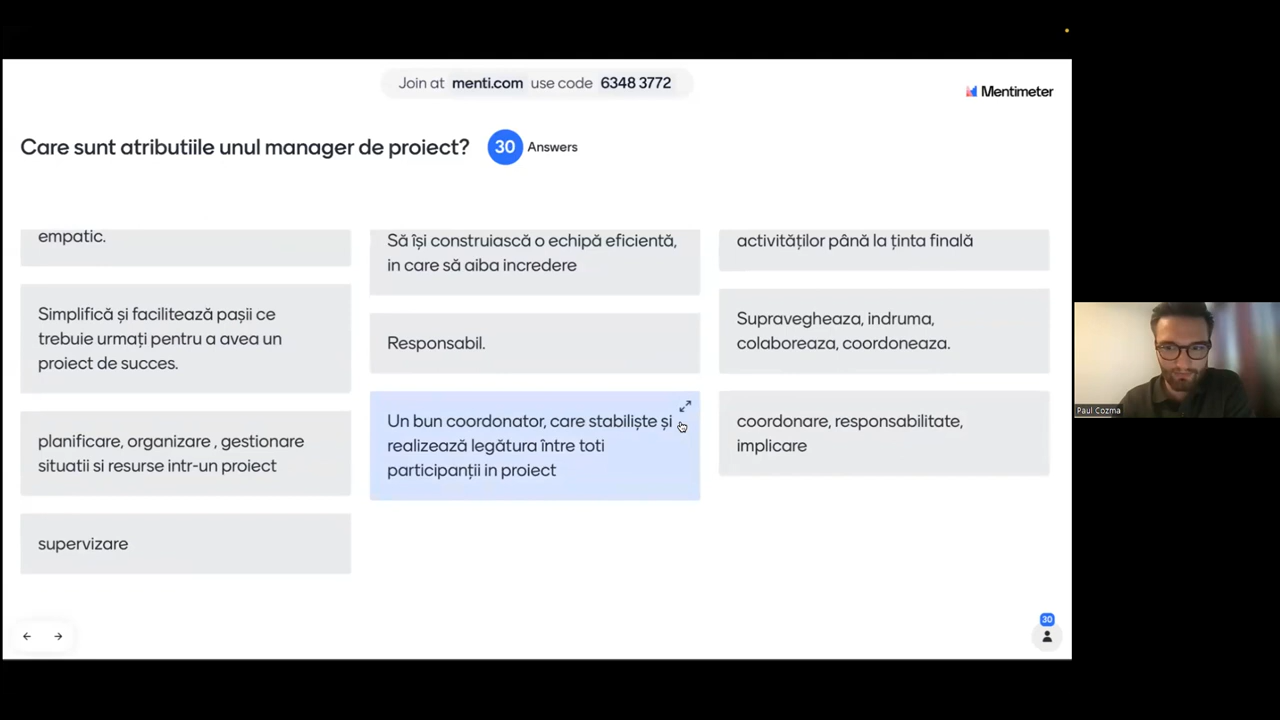 Join at menti.com use code 6348 3772
Mentimeter
Care sunt atributiile unul manager de proiect?
30 Answers
empatic.
Simplifică și facilitează pașii ce
trebuie urmați pentru a avea un
proiect de succes.
planificare, organizare , gestionare
situatii si resurse intr-un proiect
supervizare
Să își construiască o echipă eficientă,
in care să aiba incredere
Responsabil.
Un bun coordonator, care stabilește și
realizează legătura între toti
participanții in proiect
activităților până la ținta finală
Supravegheaza, indruma,
colaboreaza, coordoneaza.
coordonare, responsabilitate,
implicare
30
Paul Cozma